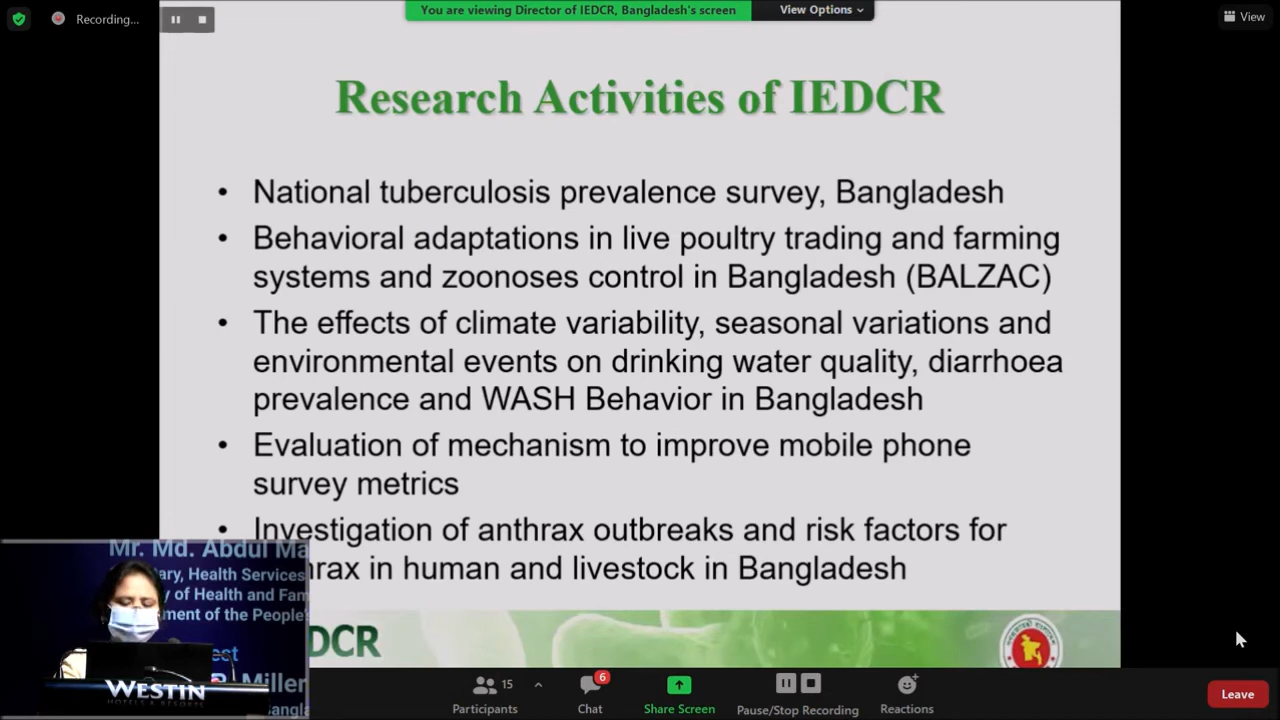 Recording...
You are viewing Director of IEDCR, Bangladesh's screen
View Options
View
Research Activities of IEDCR
• National tuberculosis prevalence survey, Bangladesh
• Behavioral adaptations in live poultry trading and farming
systems and zoonoses control in Bangladesh (BALZAC)
• The effects of climate variability, seasonal variations and
environmental events on drinking water quality, diarrhoea
prevalence and WASH Behavior in Bangladesh
• Evaluation of mechanism to improve mobile phone
survey metrics
• Investigation of anthrax outbreaks and risk factors for
hrax in human and livestock in Bangladesh
DCR
Mr. Md. Abdul Ma
ary, Health Services
y of Health and Fam
ment of the People'
ect
Miller
angla
WESTIN
HOTELS & RESORTS
15
Participants
6
Chat
Share Screen
Pause/Stop Recording
Reactions
Leave